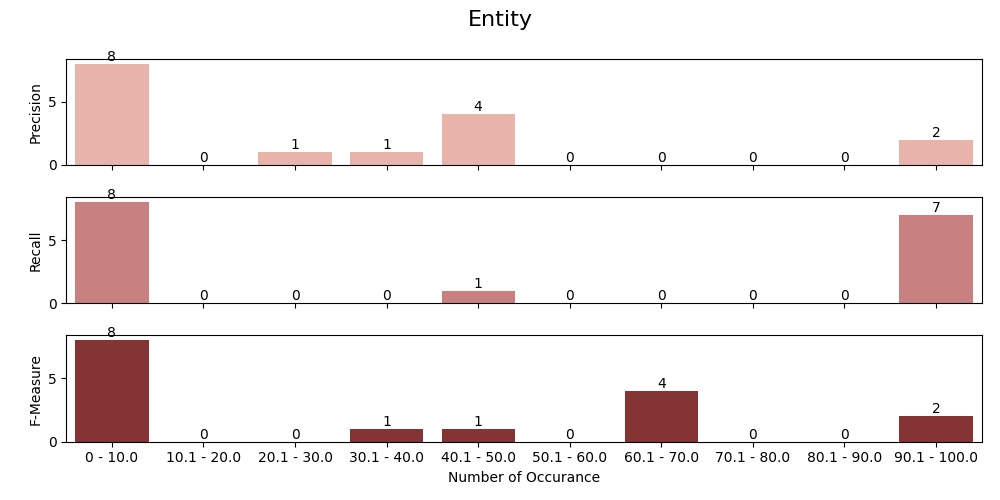 Entity
Precision
5
0
8 0 1 1 4 0 0 0 0 2
Recall
5
0
8 0 0 0 1 0 0 0 0 7
F-Measure
5
0
8 0 0 1 1 0 4 0 0 2
0 - 10.0 10.1 - 20.0 20.1 - 30.0 30.1 - 40.0 40.1 - 50.0 50.1 - 60.0 60.1 - 70.0 70.1 - 80.0 80.1 - 90.0 90.1 - 100.0
Number of Occurance